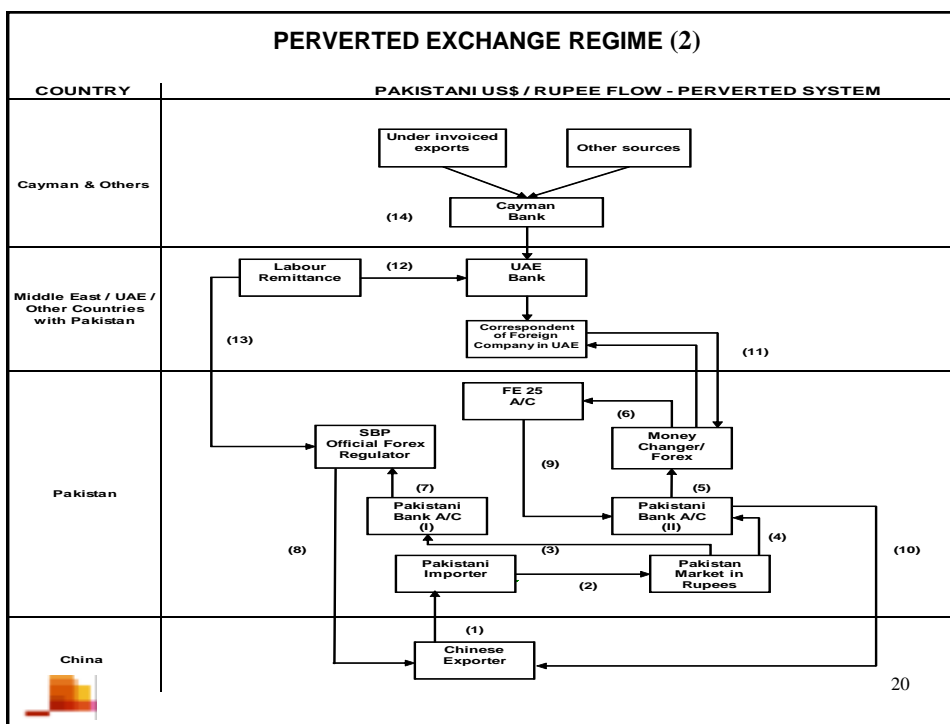 PERVERTED EXCHANGE REGIME (2)
COUNTRY
PAKISTANI US$ / RUPEE FLOW - PERVERTED SYSTEM
Cayman & Others
Under invoiced
exports
Other sources
(14)
Cayman
Bank
Middle East / UAE /
Other Countries
with Pakistan
Labour
Remittance
(12)
UAE
Bank
(13)
Correspondent
of Foreign
Company in UAE
(11)
Pakistan
FE 25
A/C
(6)
SBP
Official Forex
Regulator
Money
Changer/
Forex
(9)
(7)
(5)
Pakistani
Bank A/C
(I)
Pakistani
Bank A/C
(II)
(8)
(3)
(4)
(10)
Pakistani
Importer
(2)
Pakistan
Market in
Rupees
(1)
China
Chinese
Exporter
20